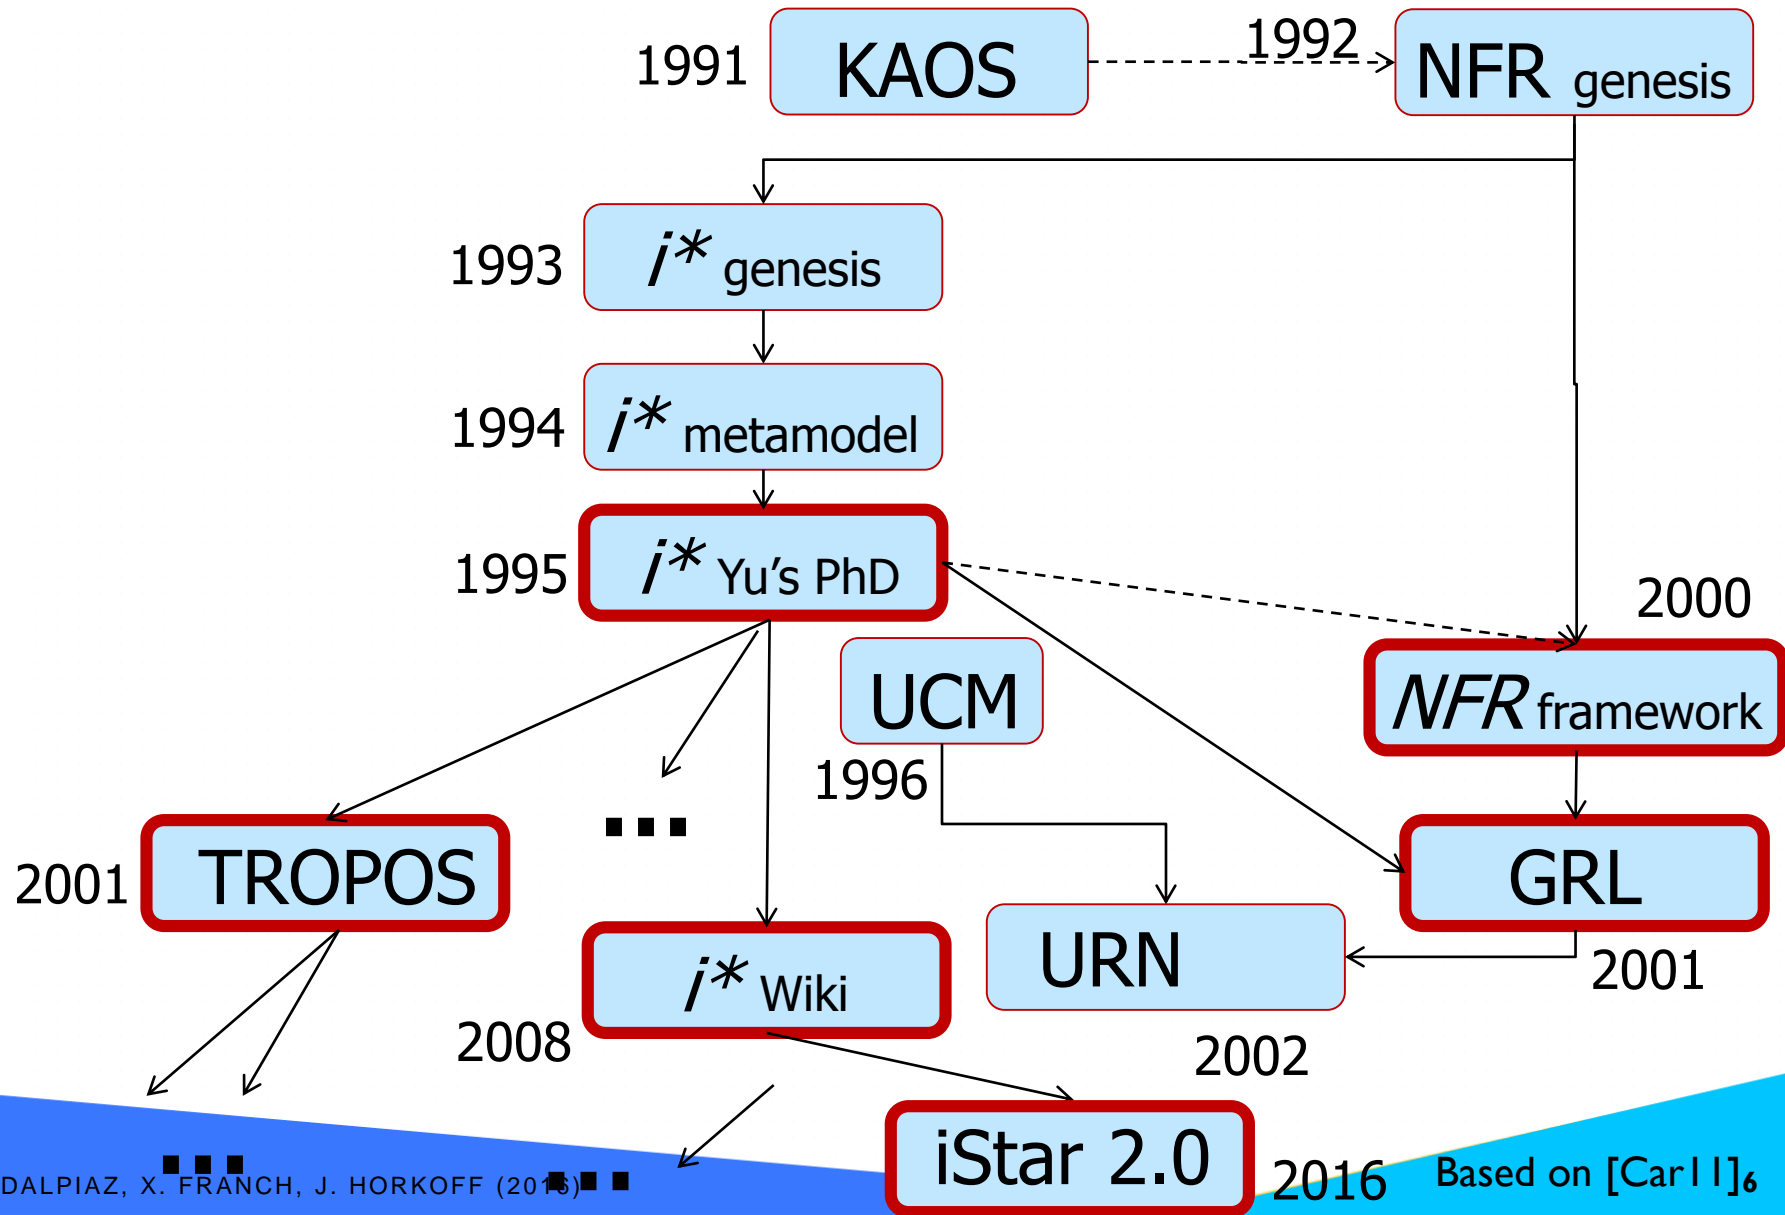 1991
KAOS
1992
NFR genesis
1993
i* genesis
1994
i* metamodel
1995
i* Yu's PhD
2000
UCM
1996
NFR framework
...
2001
TROPOS
GRL
2001
URN
2002
i* Wiki
2008
iStar 2.0
2016
...
...
DALPIAZ, X. FRANCH, J. HORKOFF (2016)
Based on [Car11]6